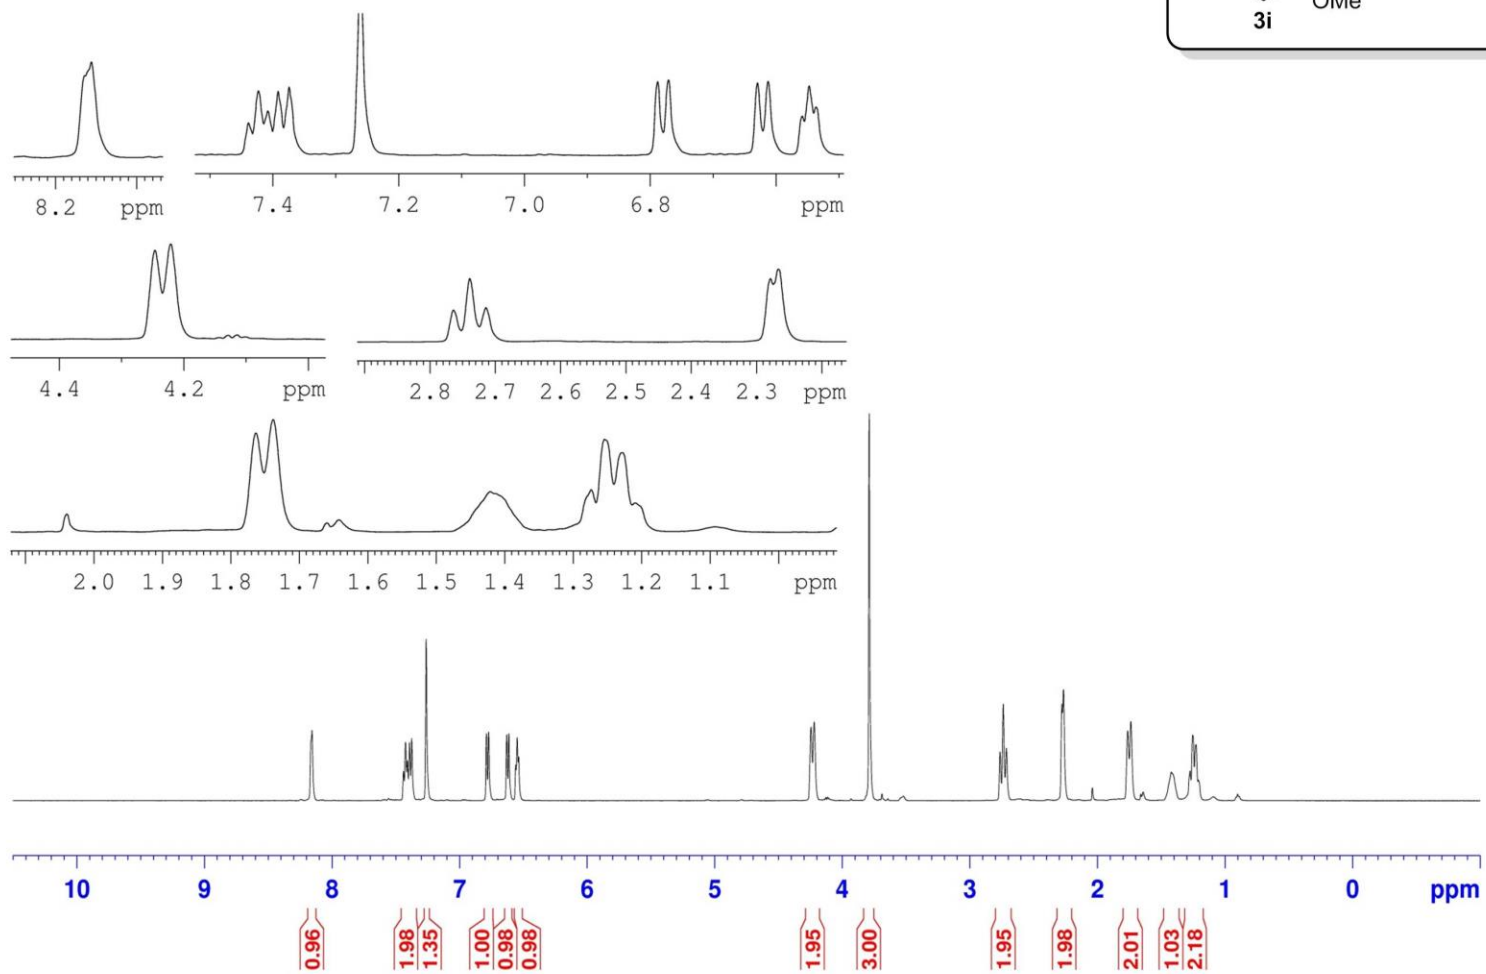 OMe
3i
8.2 ppm
7.4 7.2 7.0 6.8 ppm
4.4 4.2 ppm
2.8 2.7 2.6 2.5 2.4 2.3 ppm
2.0 1.9 1.8 1.7 1.6 1.5 1.4 1.3 1.2 1.1 ppm
10 9 8 7 6 5 4 3 2 1 0 ppm
0.96 1.98 1.35 1.00 0.98 0.98 1.95 3.00 1.95 1.98 2.01 1.03 2.18